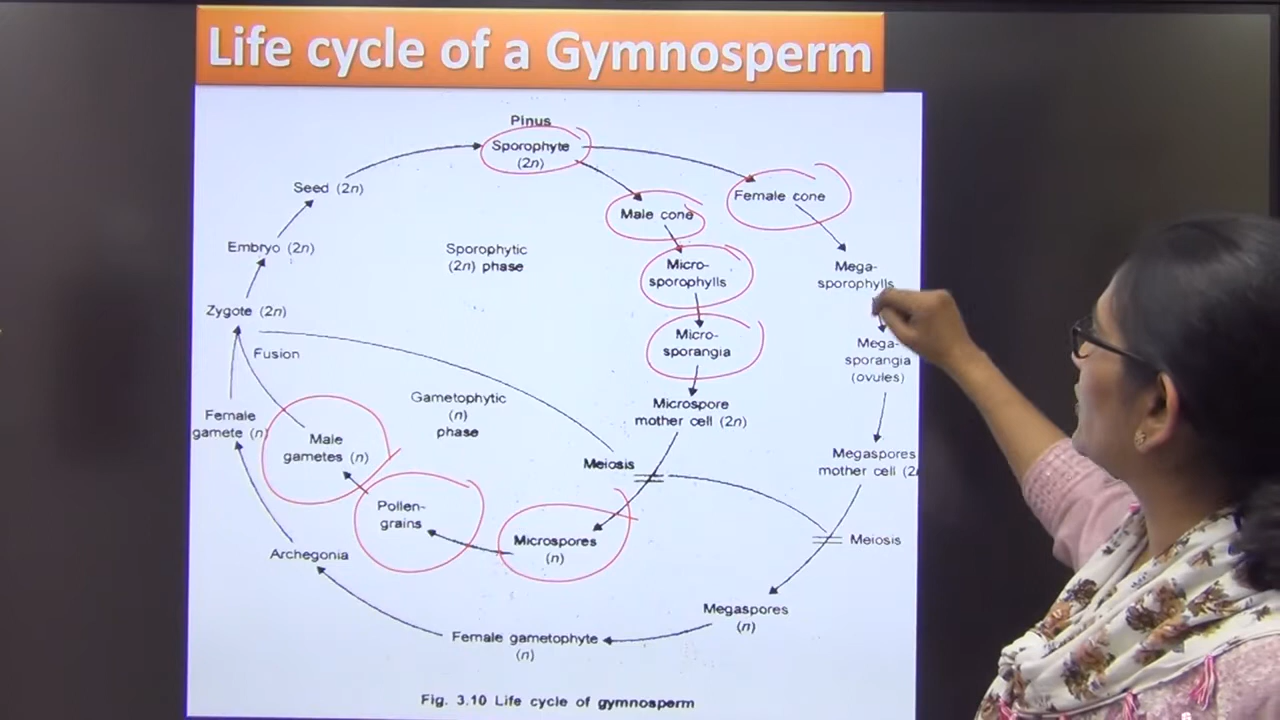 Life cycle of a Gymnosperm
Pinus
Sporophyte
(2n)
Seed (2n)
Male cone
Female cone
Embryo (2n)
Sporophytic
(2n) phase
Micro-
sporophylls
Mega-
sporophylls
Zygote (2n)
Fusion
Micro-
sporangia
Mega-
sporangia
(ovules)
Gametophytic
(n)
phase
Microspore
mother cell (2n)
Female
gamete (n)
Male
gametes (n)
Meiosis
Megaspores
mother cell (2
Pollen-
grains
Microspores
(n)
Meiosis
Archegonia
Megaspores
(n)
Female gametophyte
(n)
Fig. 3.10 Life cycle of gymnosperm